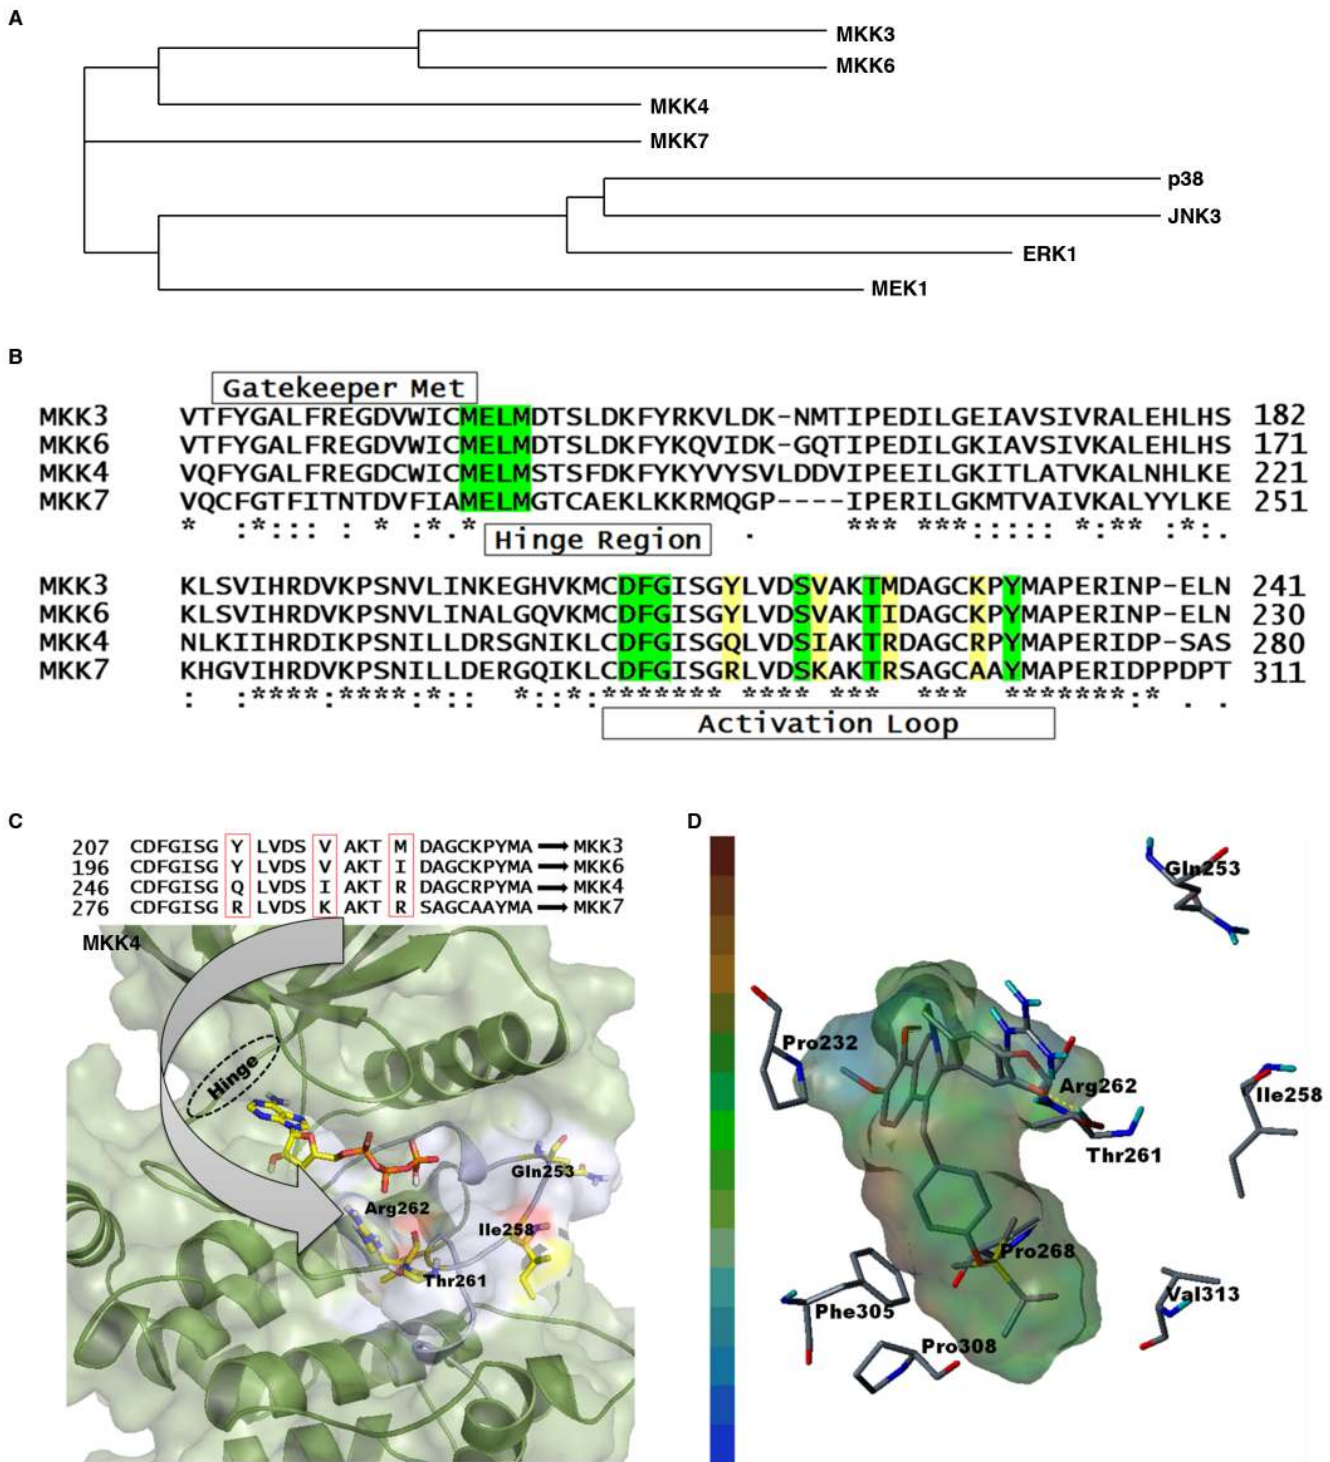 A
MKK3
MKK6
MKK4
MKK7
p38
JNK3
ERK1
MEK1
B
Gatekeeper Met
MKK3 VTFYGALFREGDVWICMELMDTSLDKFYRKVLDK-NMTIPEDILGEIAVSIVRALEHLHS 182
MKK6 VTFYGALFREGDVWICMELMDTSLDKFYKQVIDK-GQTIPEDILGKIAVSIVKALEHLHS 171
MKK4 VQFYGALFREGDCWICMELMSTSFDKFYKYVYSVLDDVIPEEILGKITLATVKALNHLKE 221
MKK7 VQCFGTFITNTDVFIAMELMGTCAEKLKKRMQGP----IPERILGKMTVAIVKALYYLKE 251
* :*::: : * :*:* . *** ***::::: *:** :*:.
Hinge Region
MKK3 KLSVIHRDVKPSNVLINKEGHVKMCDFGISGYLVDSVAKTMDAGCKPYMAPERINP-ELN 241
MKK6 KLSVIHRDVKPSNVLINALGQVKMCDFGISGYLVDSVAKTIDAGCKPYMAPERINP-ELN 230
MKK4 NLKIIHRDIKPSNILLDRSGNIKLCDFGISGQLVDSIAKTRDAGCRPYMAPERIDP-SAS 280
MKK7 KHGVIHRDVKPSNILLDERGQIKLCDFGISGRLVDSKAKTRSAGCAAYMAPERIDPPDPT 311
: :****:****:*:: *::*:******* **** *** *** *******:* . .
Activation Loop
C
207 CDFGISG Y LVDS V AKT M DAGCKPYMA → MKK3
196 CDFGISG Y LVDS V AKT I DAGCKPYMA → MKK6
246 CDFGISG Q LVDS I AKT R DAGCRPYMA → MKK4
276 CDFGISG R LVDS K AKT R SAGCAAYMA → MKK7
MKK4
Hinge
Gln253
Arg262
Ile258
Thr261
D
Gln253
Pro232
Arg262
Ile258
Thr261
Pro268
Phe305
Val313
Pro308